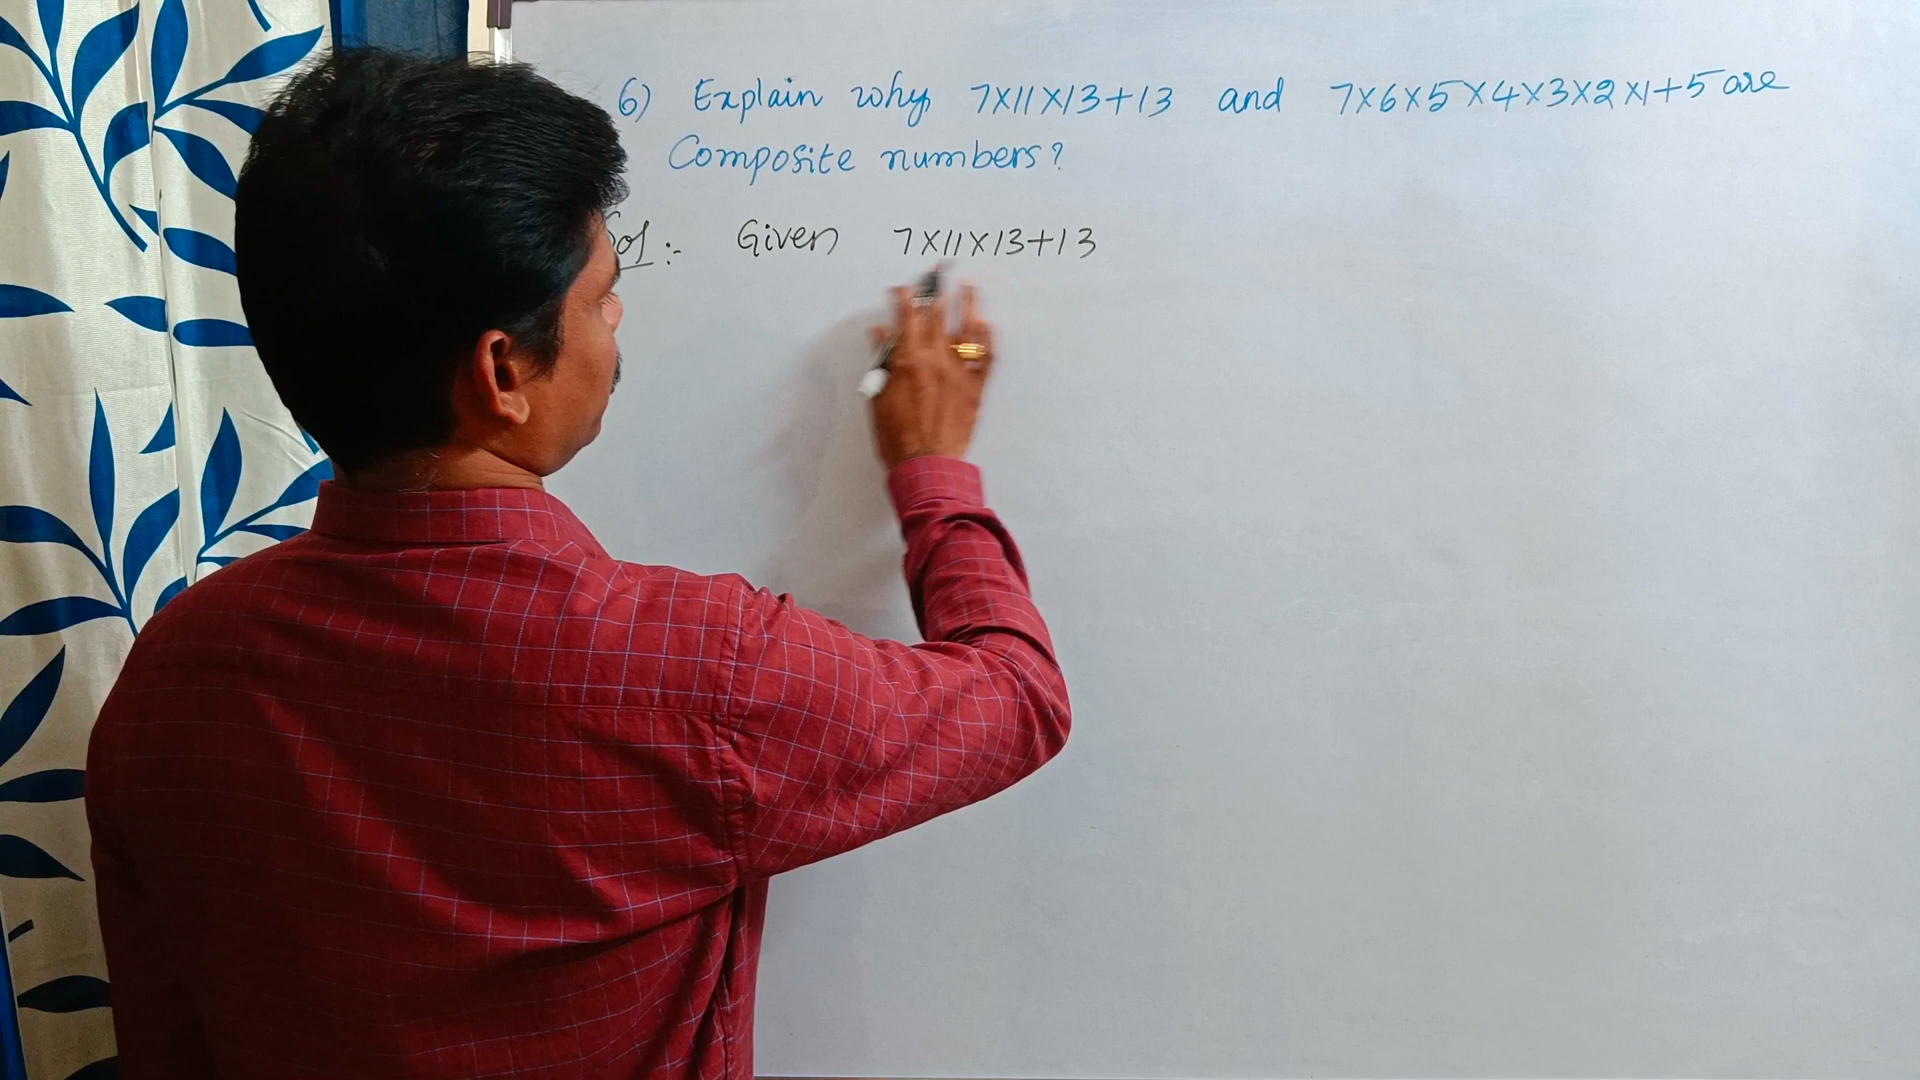 6) Explain why 7×11×13+13 and 7×6×5×4×3×2×1+5 are
Composite numbers?
Sol :- Given 7×11×13+13